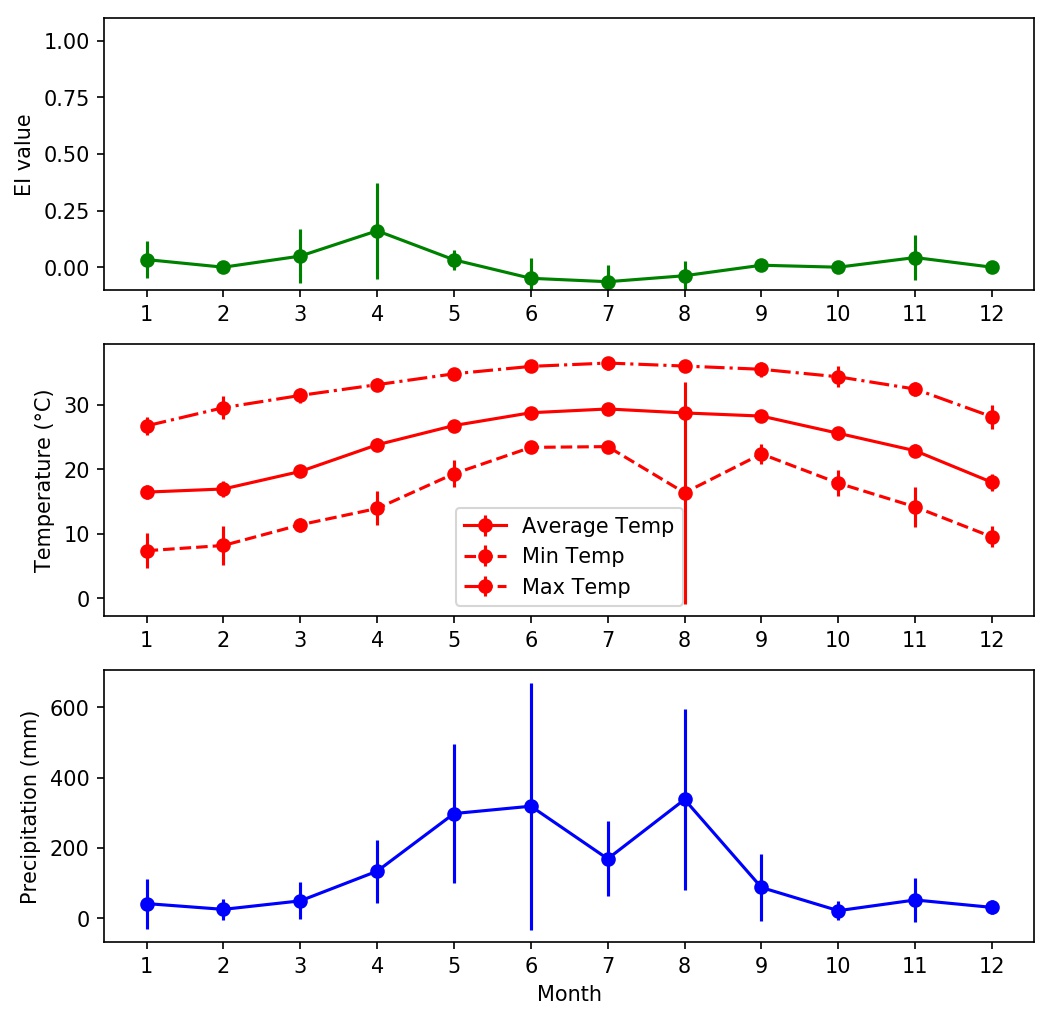 EI value
1.00
0.75
0.50
0.25
0.00
1 2 3 4 5 6 7 8 9 10 11 12
Temperature (°C)
30
20
10
0
Average Temp
Min Temp
Max Temp
1 2 3 4 5 6 7 8 9 10 11 12
Precipitation (mm)
600
400
200
0
1 2 3 4 5 6 7 8 9 10 11 12
Month